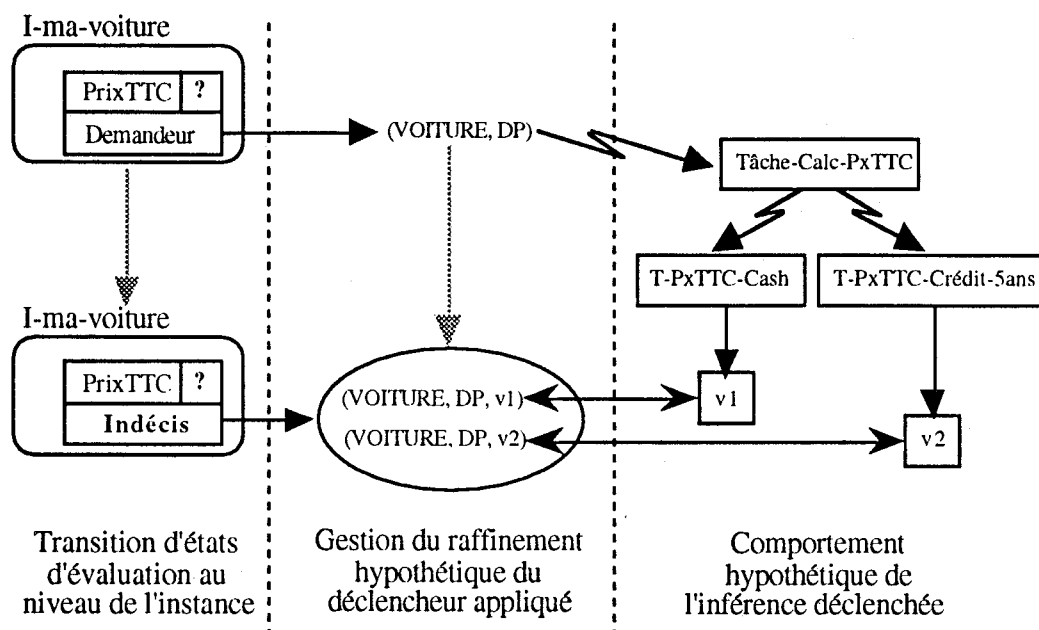 I-ma-voiture
PrixTTC ?
Demandeur
(VOITURE, DP)
Tâche-Calc-PxTTC
T-PxTTC-Cash
T-PxTTC-Crédit-5ans
I-ma-voiture
PrixTTC ?
Indécis
(VOITURE, DP, v1)
(VOITURE, DP, v2)
v1
v2
Transition d'états
d'évaluation au
niveau de l'instance
Gestion du raffinement
hypothétique du
déclencheur appliqué
Comportement
hypothétique de
l'inférence déclenchée